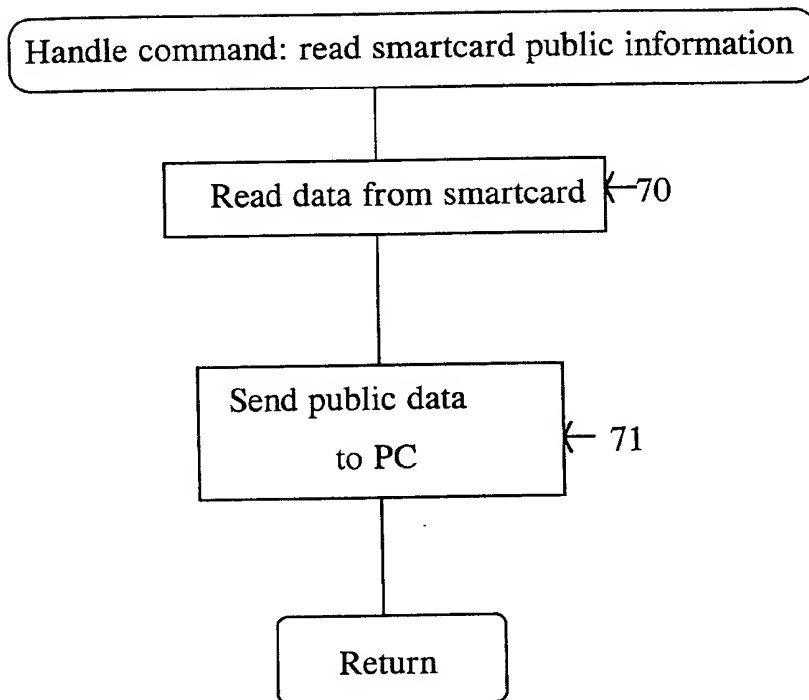 Handle command: read smartcard public information
Read data from smartcard 70
Send public data
to PC 71
Return